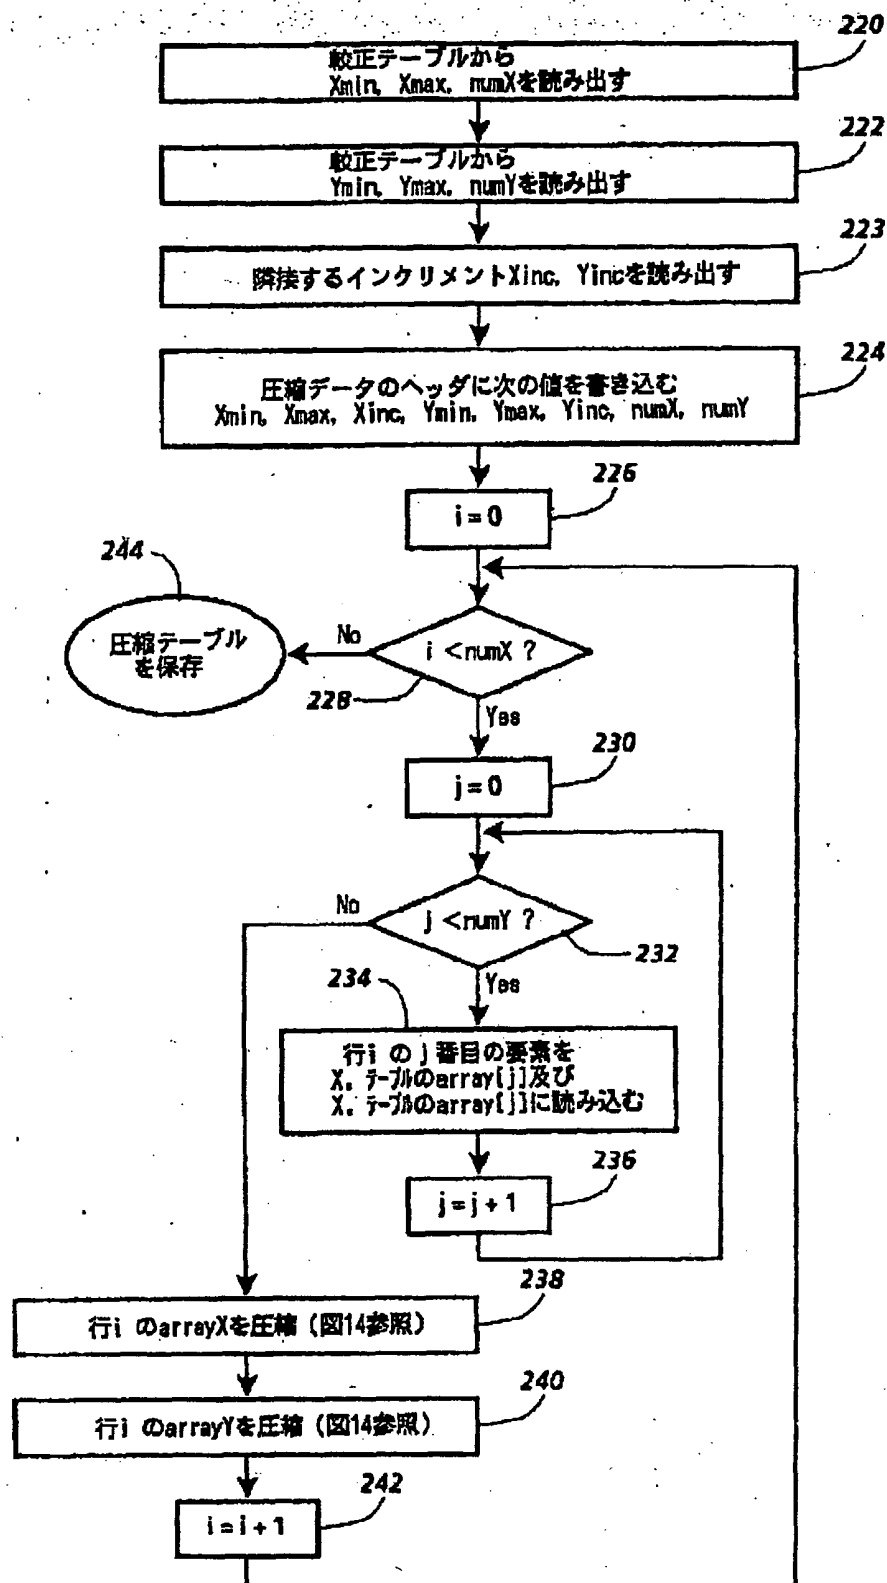 220
較正テーブルから
Xmin, Xmax, numXを読み出す
222
較正テーブルから
Ymin, Ymax, numYを読み出す
223
隣接するインクリメントXinc, Yincを読み出す
224
圧縮データのヘッダに次の値を書き込む
Xmin, Xmax, Xinc, Ymin, Ymax, Yinc, numX, numY
226
i=0
244
圧縮テーブル
を保存
No
i <numX ?
228
Yes
230
j=0
No
j <numY ?
232
234
Yes
行i のj番目の要素を
X. テーブルのarray[j]及び
X. テーブルのarray[j]に読み込む
236
j=j+1
238
行i のarrayXを圧縮（図14参照）
240
行i のarrayYを圧縮（図14参照）
242
i=i+1